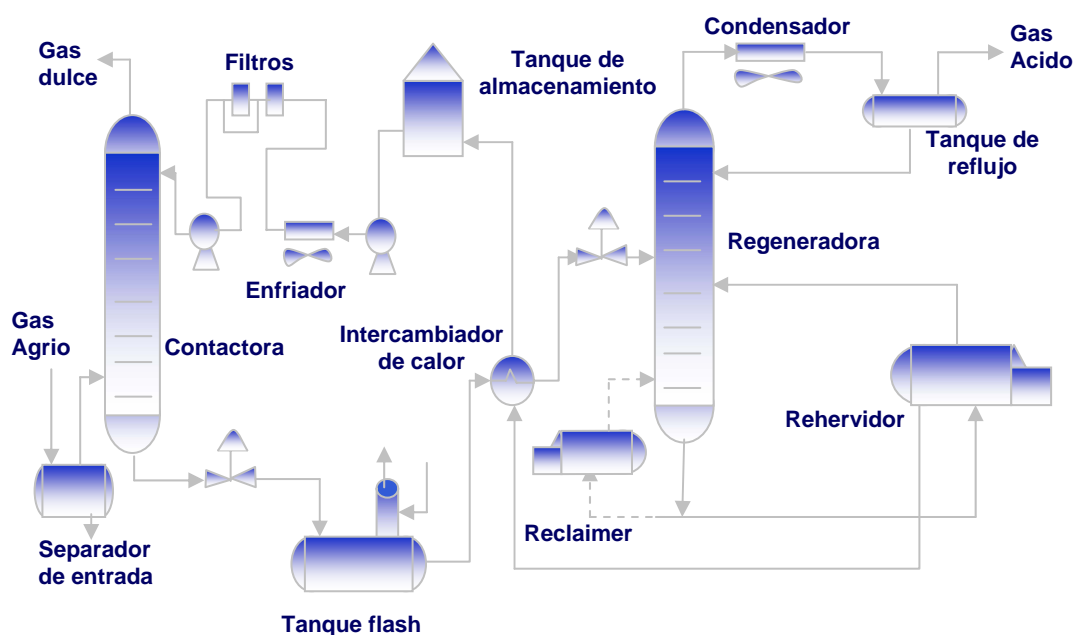 Condensador
Gas
Acido
Gas
dulce
Filtros
Tanque de
almacenamiento
Tanque de
reflujo
Regeneradora
Enfriador
Gas
Agrio
Contactora
Intercambiador
de calor
Rehervidor
Reclaimer
Separador
de entrada
Tanque flash